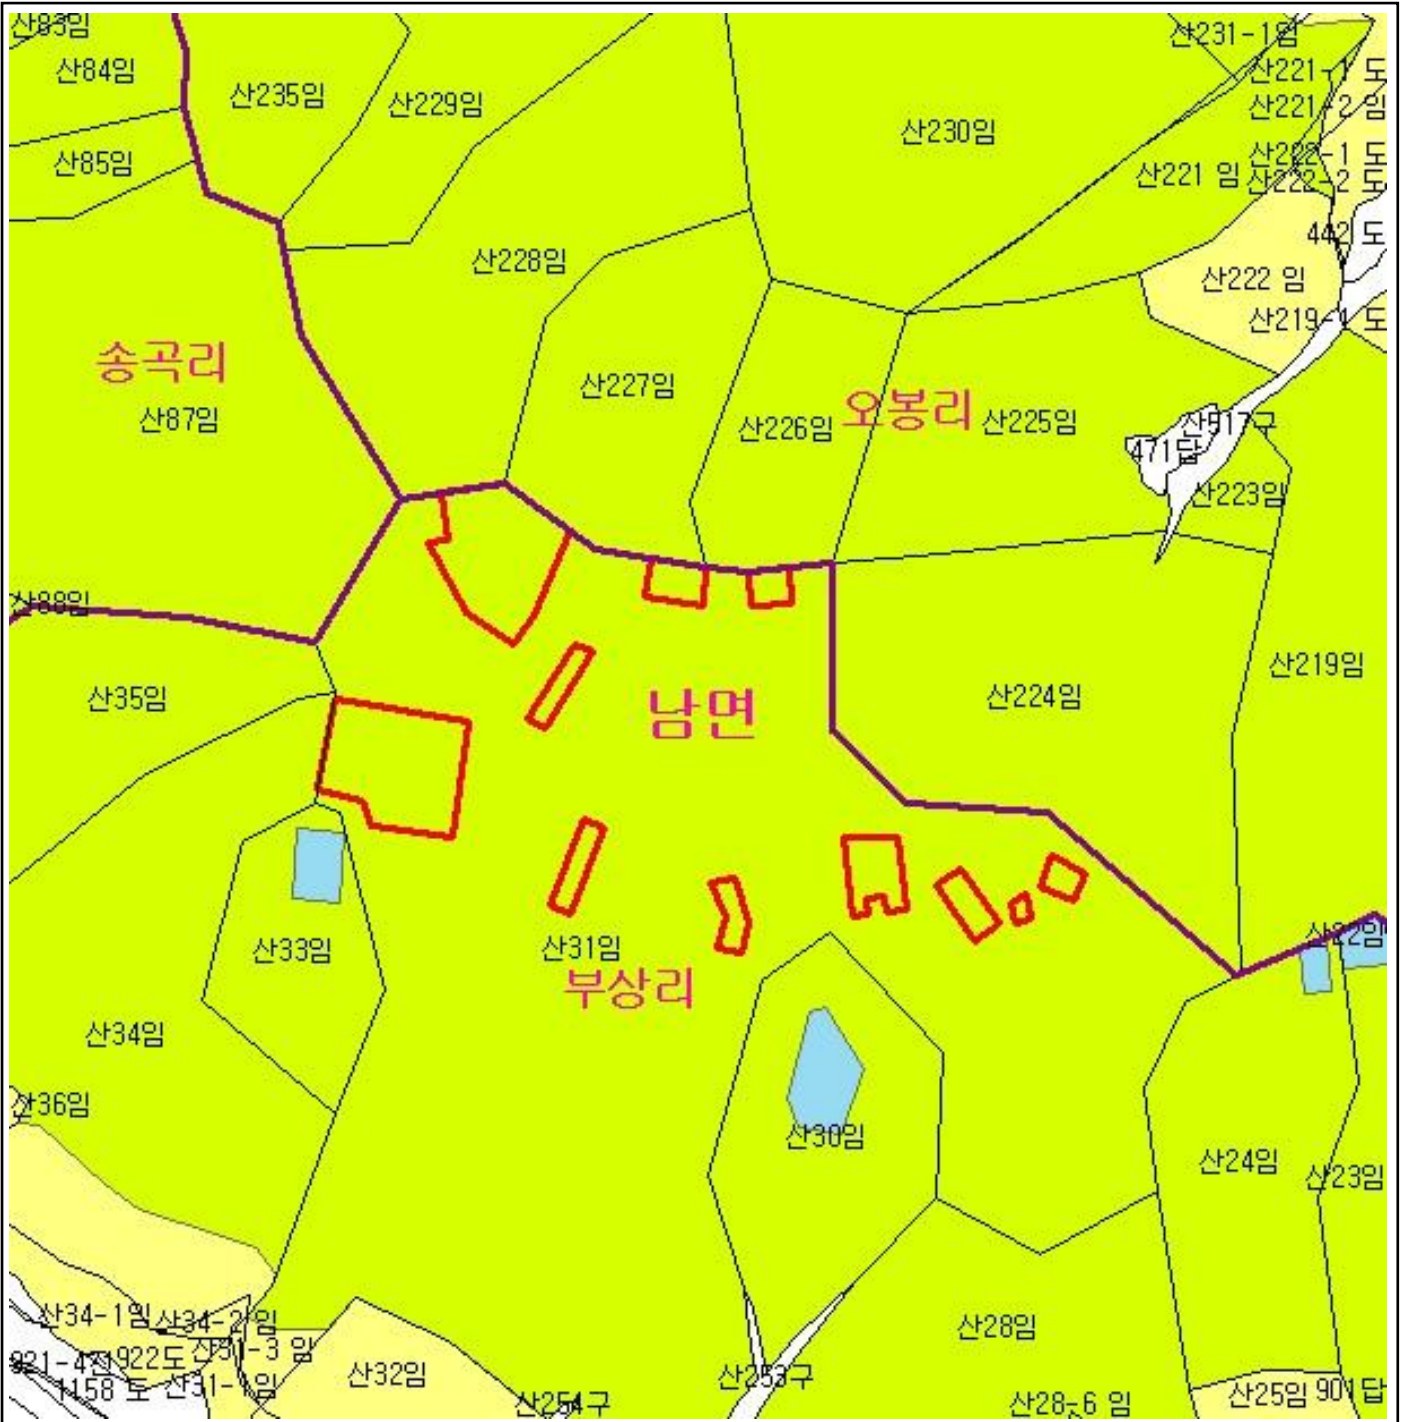 산83임
산231-1임
산84임
산235임
산229임
산221-1 도
산221-2 임
산230임
산85임
산221 임
산222-1 도
산222-2 도
442 도
산228임
산222 임
산219-1 도
송곡리
산87임
산227임
산226임
오봉리
산225임
산917구
471답
산223임
산88임
산35임
남면
산224임
산219임
산33임
산31임
산22임
부상리
산34임
산36임
산30임
산24임
산23임
산34-1임
산34-2임
산31-3 임
922도
1158 도
산31-1임
산32임
산254구
산253구
산28임
산28-6 임
산25임
901답